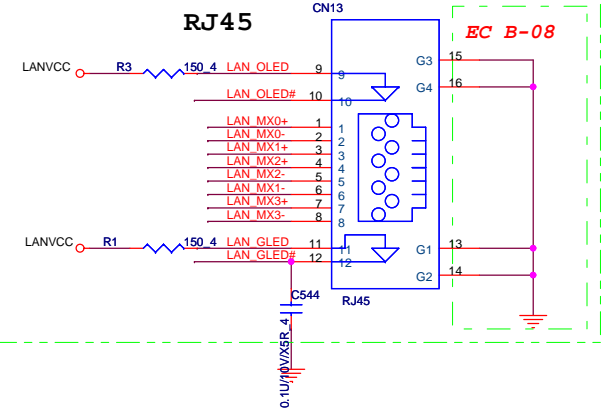 CN13
RJ45
EC B-08
LANVCC R3 150_4 LAN_OLED 9 9 G3 15
LAN_OLED# 10 10 G4 16
LAN_MX0+ 1 1
LAN_MX0- 2 2
LAN_MX1+ 3 3
LAN_MX2+ 4 4
LAN_MX2- 5 5
LAN_MX1- 6 6
LAN_MX3+ 7 7
LAN_MX3- 8 8
LANVCC R1 150_4 LAN_GLED 11 11 G1 13
LAN_GLED# 12 12 G2 14
C544 RJ45
0.1U/10V/X5R_4